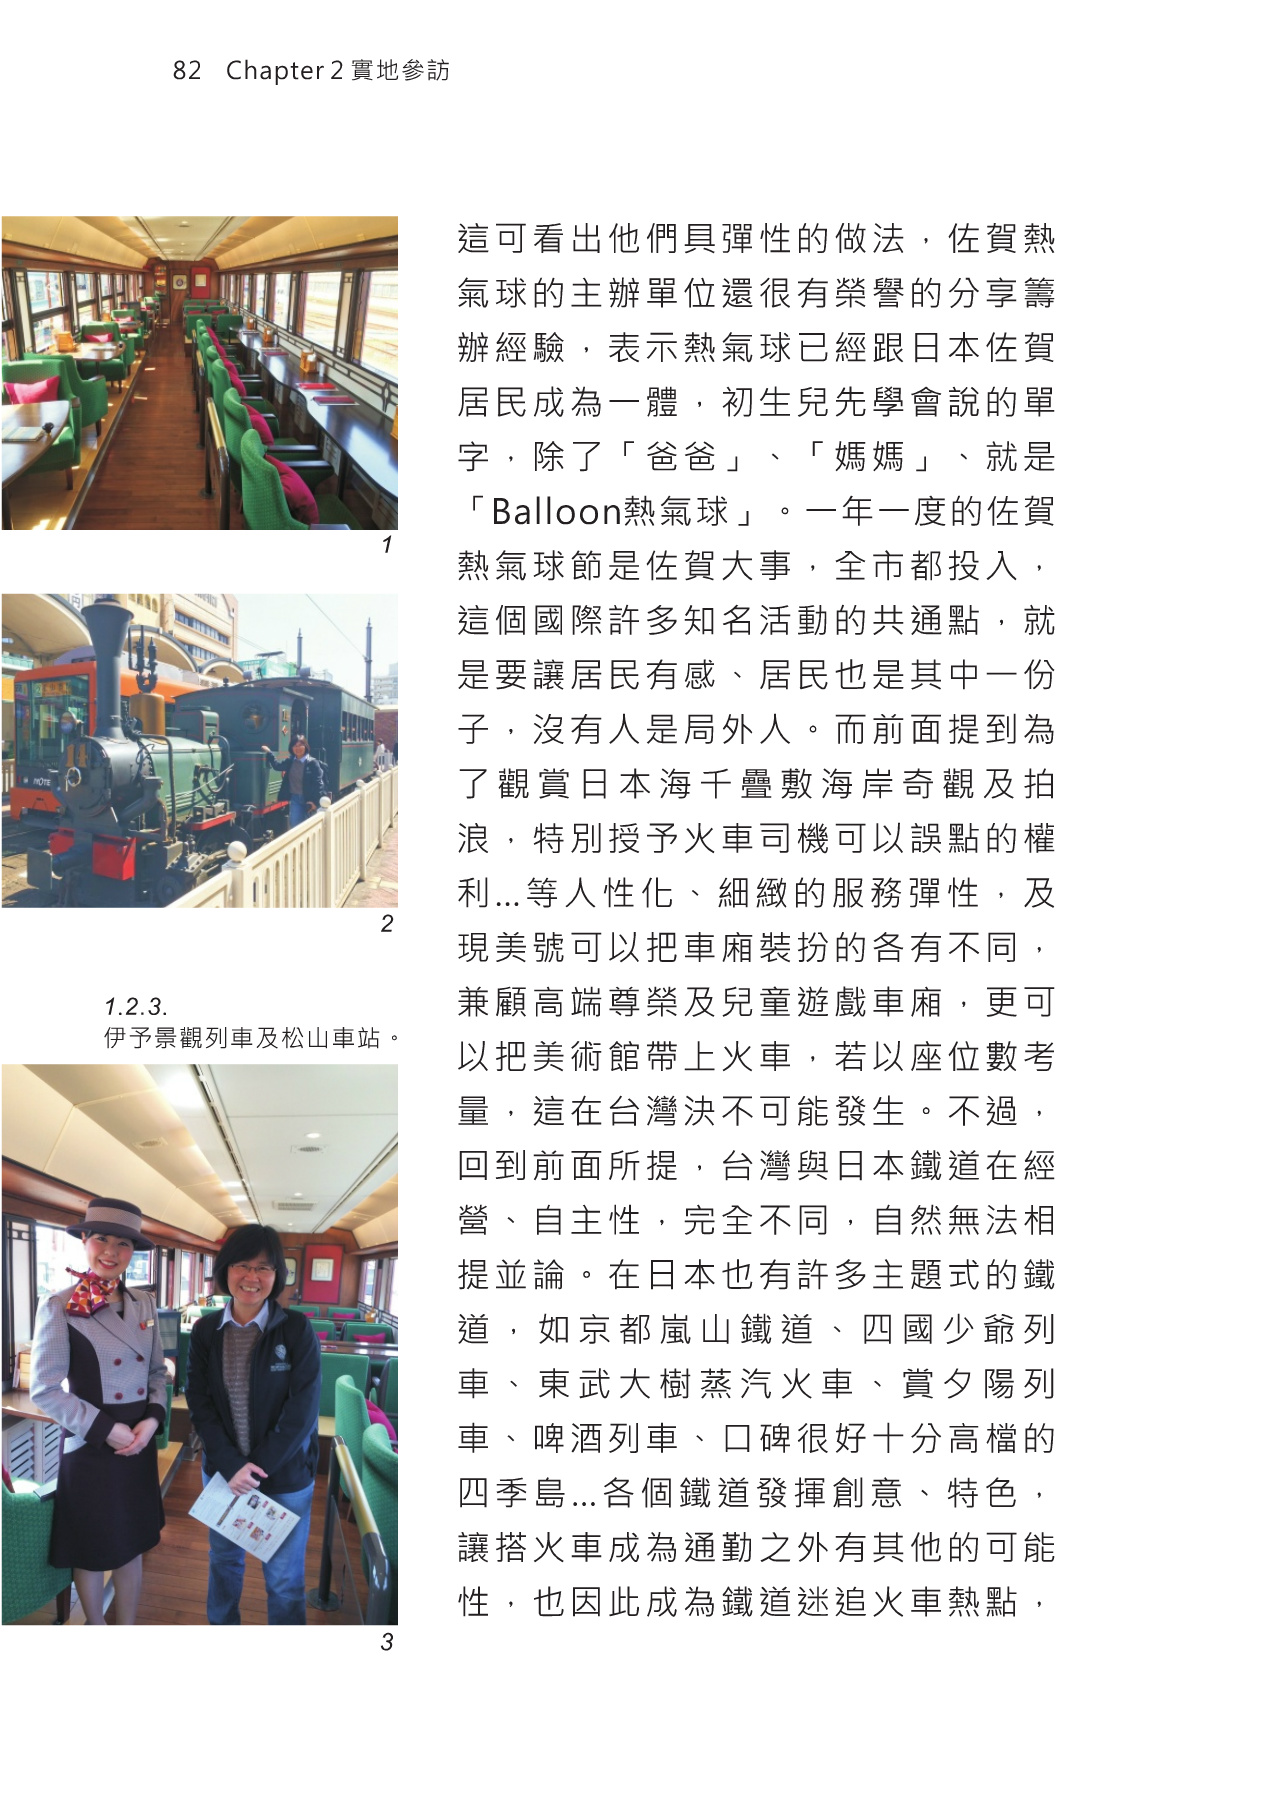 82 Chapter 2 實地參訪
1
HOTE
2
1.2.3.
伊予景觀列車及松山車站。
3
這可看出他們具彈性的做法，佐賀熱
氣球的主辦單位還很有榮譽的分享籌
辦經驗，表示熱氣球已經跟日本佐賀
居民成為一體，初生兒先學會說的單
字，除了「爸爸」、「媽媽」、就是
「Balloon熱氣球」。一年一度的佐賀
熱氣球節是佐賀大事，全市都投入，
這個國際許多知名活動的共通點，就
是要讓居民有感、居民也是其中一份
子，沒有人是局外人。而前面提到為
了觀賞日本海千疊敷海岸奇觀及拍
浪，特別授予火車司機可以誤點的權
利...等人性化、細緻的服務彈性，及
現美號可以把車廂裝扮的各有不同，
兼顧高端尊榮及兒童遊戲車廂，更可
以把美術館帶上火車，若以座位數考
量，這在台灣決不可能發生。不過，
回到前面所提，台灣與日本鐵道在經
營、自主性，完全不同，自然無法相
提並論。在日本也有許多主題式的鐵
道，如京都嵐山鐵道、四國少爺列
車、東武大樹蒸汽火車、賞夕陽列
車、啤酒列車、口碑很好十分高檔的
四季島...各個鐵道發揮創意、特色，
讓搭火車成為通勤之外有其他的可能
性，也因此成為鐵道迷追火車熱點，